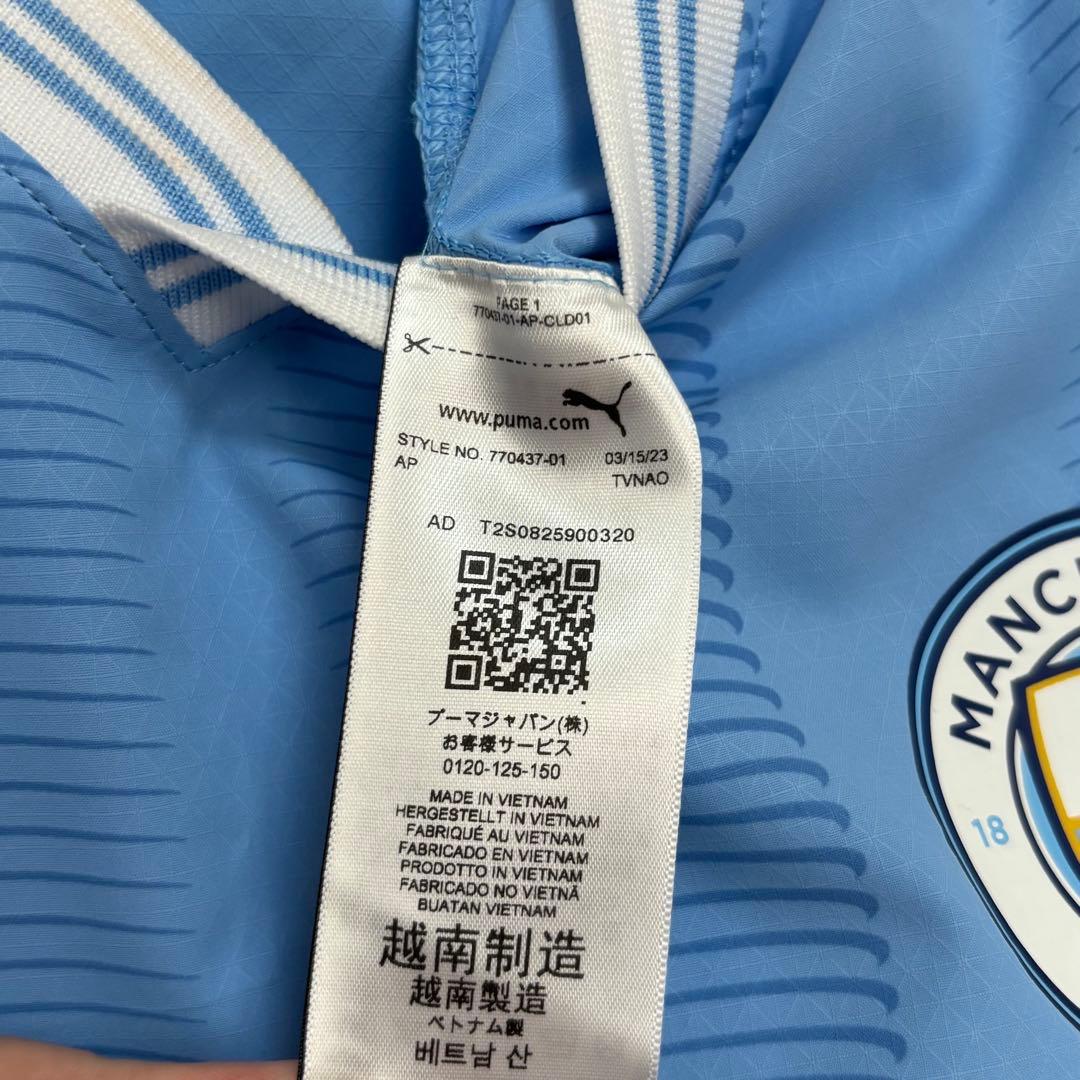 PAGE 1
770437-01-AP-CLD01
www.puma.com
STYLE NO. 770437-01 03/15/23
AP TVNAO
AD T2S0825900320
プーマジャパン(株)
お客様サービス
0120-125-150
MADE IN VIETNAM
HERGESTELLT IN VIETNAM
FABRIQUÉ AU VIETNAM
FABRICADO EN VIETNAM
PRODOTTO IN VIETNAM
FABRICADO NO VIETNÃ
BUATAN VIETNAM
越南制造
越南製造
ベトナム製
베트남 산
MANC
18